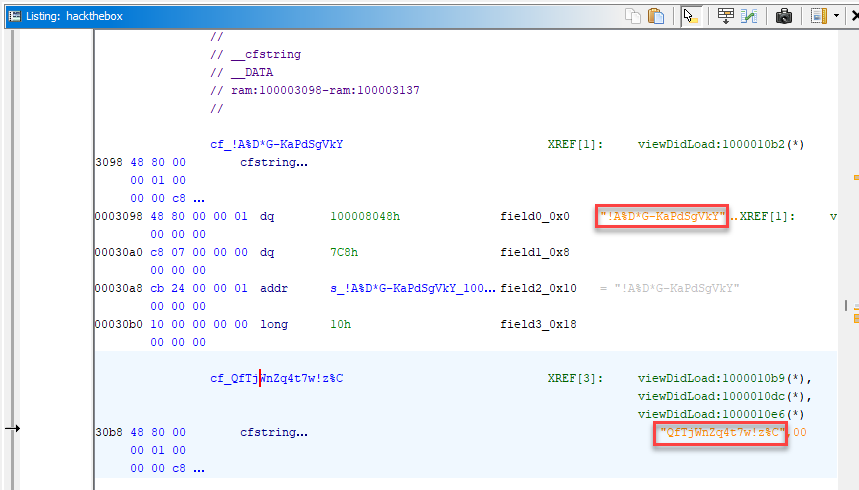 Listing: hackthebox
//
// __cfstring
// __DATA
// ram:100003098-ram:100003137
//
cf_!A%D*G-KaPdSgVkY XREF[1]: viewDidLoad:1000010b2(*)
3098 48 80 00 cfstring...
00 01 00
00 00 c8 ...
0003098 48 80 00 00 01 dq 100008048h field0_0x0 "!A%D*G-KaPdSgVkY"..XREF[1]: v
00 00 00
00030a0 c8 07 00 00 00 dq 7C8h field1_0x8
00 00 00
00030a8 cb 24 00 00 01 addr s_!A%D*G-KaPdSgVkY_100... field2_0x10 = "!A%D*G-KaPdSgVkY"
00 00 00
00030b0 10 00 00 00 00 long 10h field3_0x18
00 00 00
cf_QfTjWnZq4t7w!z%C XREF[3]: viewDidLoad:1000010b9(*),
viewDidLoad:1000010dc(*),
viewDidLoad:1000010e6(*)
30b8 48 80 00 cfstring... "QfTjWnZq4t7w!z%C",00
00 01 00
00 00 c8 ...